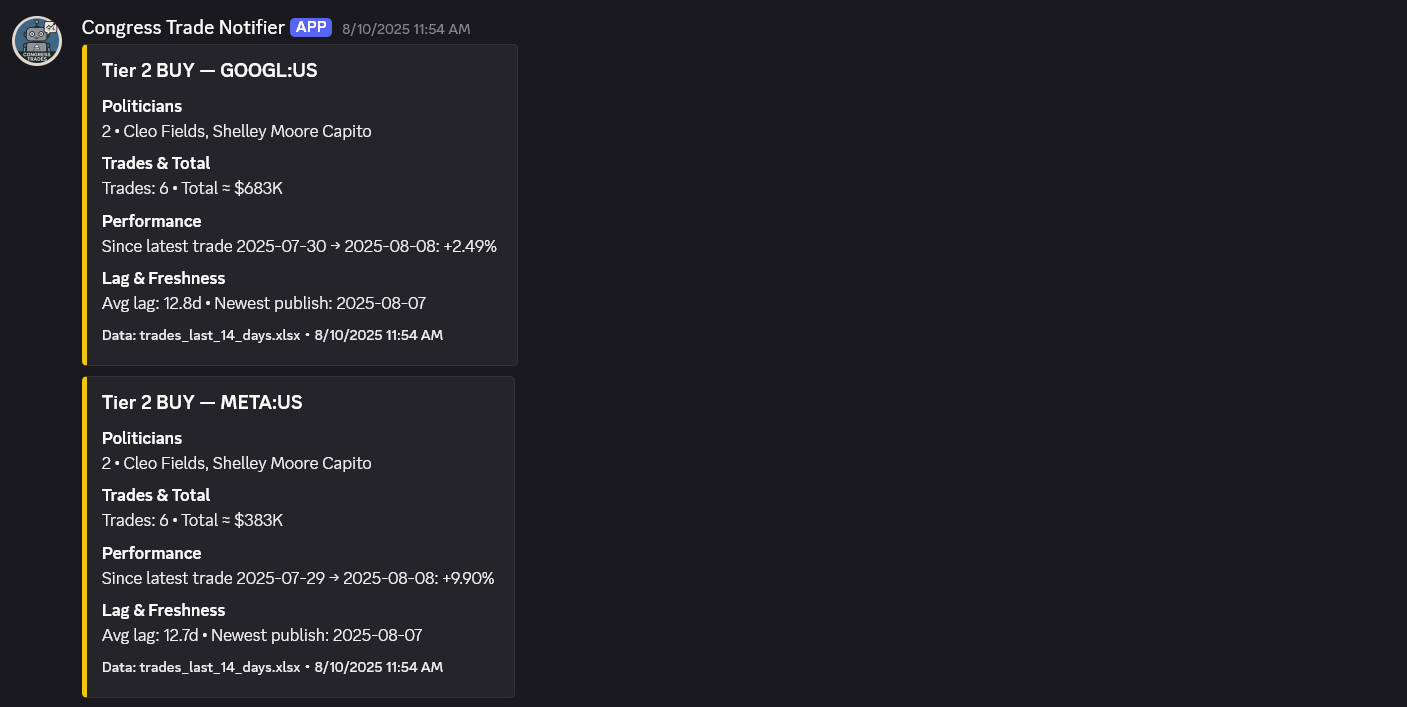 Congress Trade Notifier APP 8/10/2025 11:54 AM
CONGRESS
TRADES
Tier 2 BUY — GOOGL:US
Politicians
2 • Cleo Fields, Shelley Moore Capito
Trades & Total
Trades: 6 • Total ≈ $683K
Performance
Since latest trade 2025-07-30 → 2025-08-08: +2.49%
Lag & Freshness
Avg lag: 12.8d • Newest publish: 2025-08-07
Data: trades_last_14_days.xlsx • 8/10/2025 11:54 AM
Tier 2 BUY — META:US
Politicians
2 • Cleo Fields, Shelley Moore Capito
Trades & Total
Trades: 6 • Total ≈ $383K
Performance
Since latest trade 2025-07-29 → 2025-08-08: +9.90%
Lag & Freshness
Avg lag: 12.7d • Newest publish: 2025-08-07
Data: trades_last_14_days.xlsx • 8/10/2025 11:54 AM